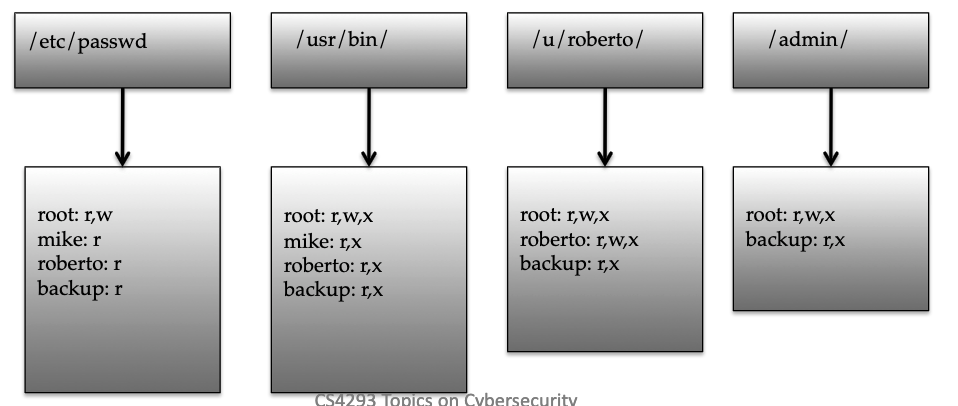 /etc/passwd
/usr/bin/
/u/roberto/
/admin/
root: r,w
mike: r
roberto: r
backup: r
root: r,w,x
mike: r,x
roberto: r,x
backup: r,x
root: r,w,x
roberto: r,w,x
backup: r,x
root: r,w,x
backup: r,x
CS4293 Topics on Cybersecurity